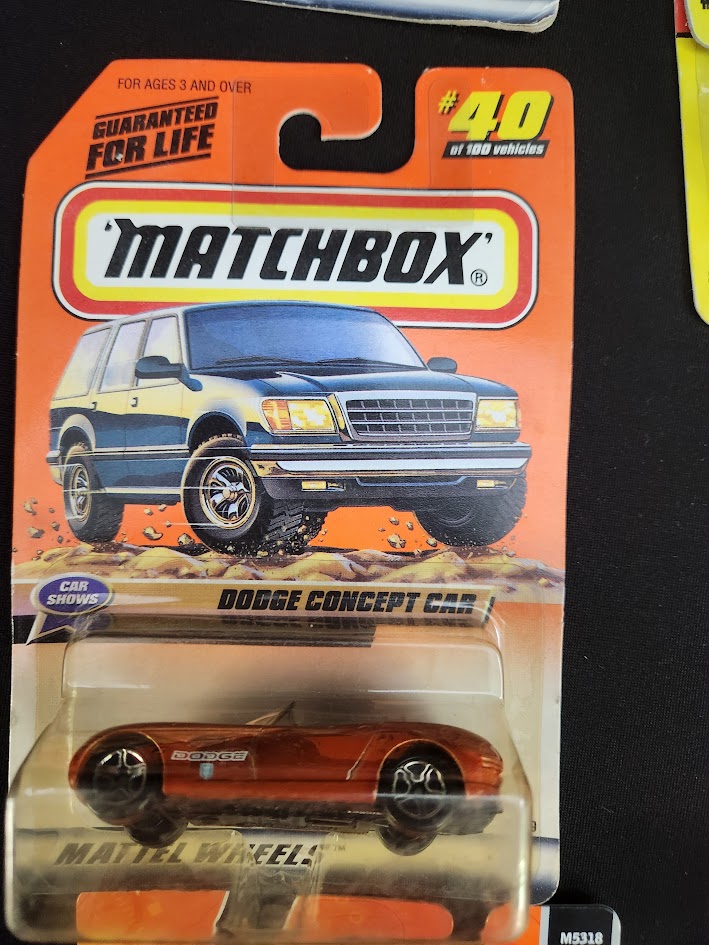 FOR AGES 3 AND OVER
GUARANTEED
FOR LIFE
#40
of 100 vehicles
'MATCHBOX'®
CAR
SHOWS
DODGE CONCEPT CAR
DODGE
MATTEL WHEELS™
M5318